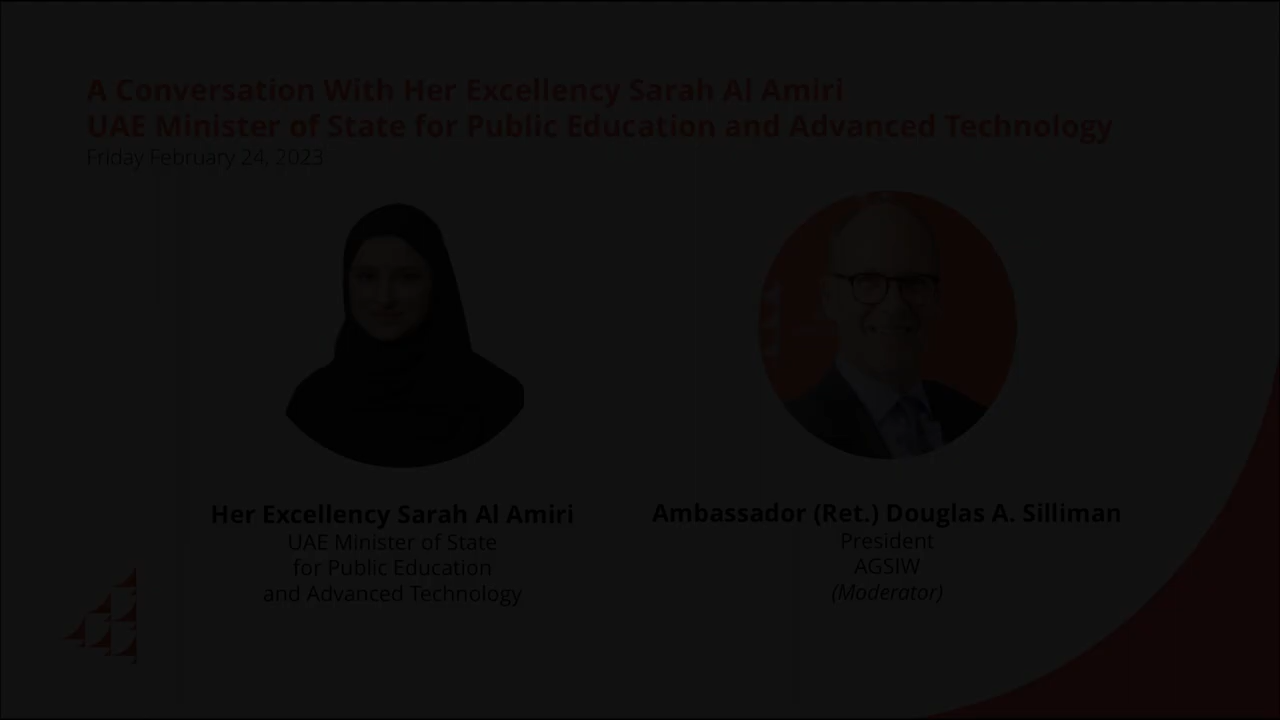 A Conversation With Her Excellency Sarah Al Amiri
UAE Minister of State for Public Education and Advanced Technology
Friday February 24, 2023
Her Excellency Sarah Al Amiri
UAE Minister of State
for Public Education
and Advanced Technology
Ambassador (Ret.) Douglas A. Silliman
President
AGSIW
(Moderator)